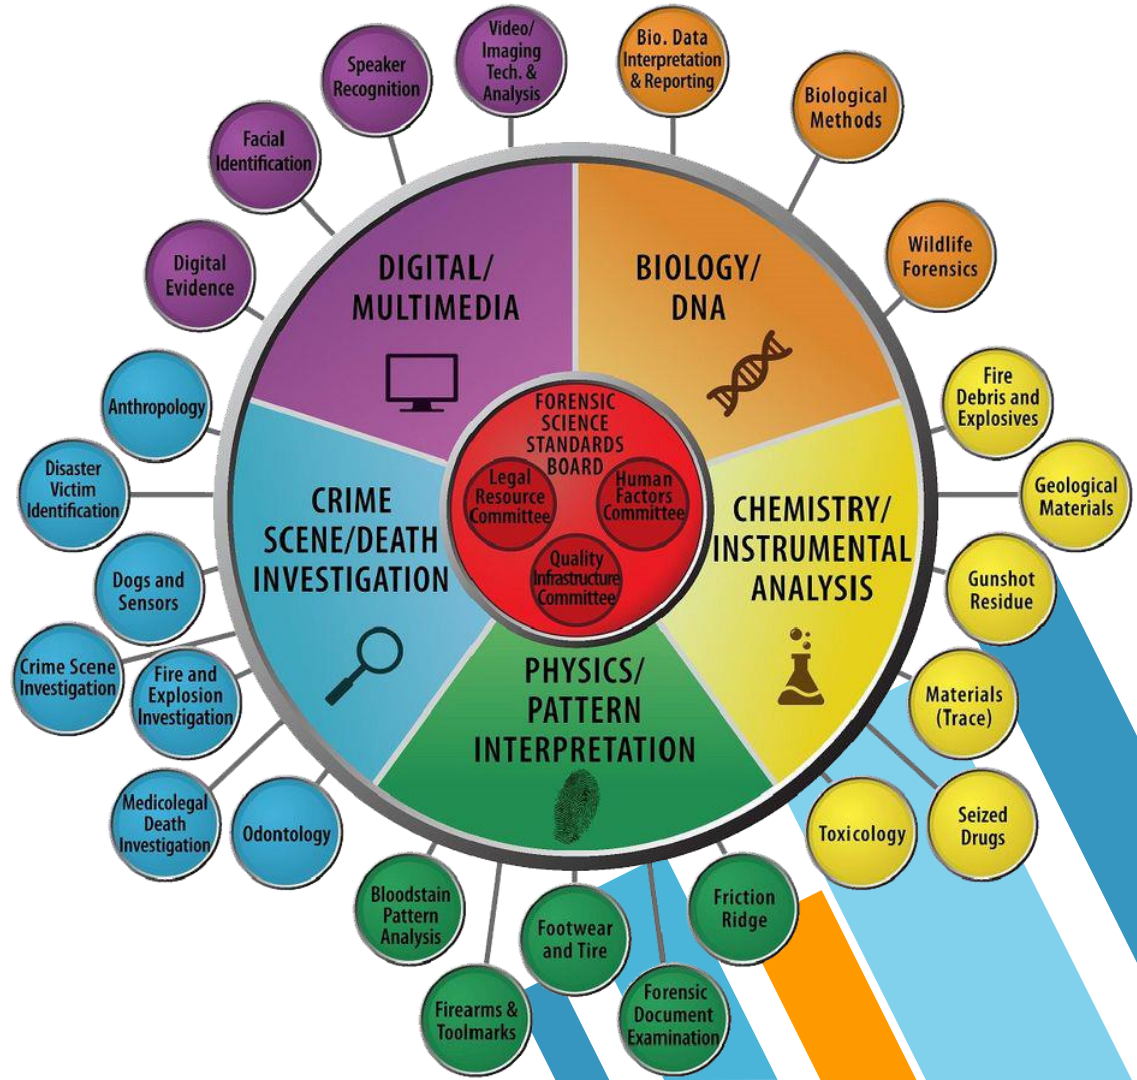 Video/
Imaging
Tech. &
Analysis
Bio. Data
Interpretation
& Reporting
Speaker
Recognition
Biological
Methods
Facial
Identification
Wildlife
Forensics
Digital
Evidence
DIGITAL/
MULTIMEDIA
BIOLOGY/
DNA
Anthropology
Fire
Debris and
Explosives
FORENSIC
SCIENCE
STANDARDS
BOARD
Legal
Resource
Committee
Human
Factors
Committee
Quality
Infrastructure
Committee
Disaster
Victim
Identification
Geological
Materials
CRIME
SCENE/DEATH
INVESTIGATION
CHEMISTRY/
INSTRUMENTAL
ANALYSIS
Dogs and
Sensors
Gunshot
Residue
Crime Scene
Investigation
Fire and
Explosion
Investigation
PHYSICS/
PATTERN
INTERPRETATION
Materials
(Trace)
Medicolegal
Death
Investigation
Odontology
Toxicology
Seized
Drugs
Bloodstain
Pattern
Analysis
Footwear
and Tire
Friction
Ridge
Firearms &
Toolmarks
Forensic
Document
Examination